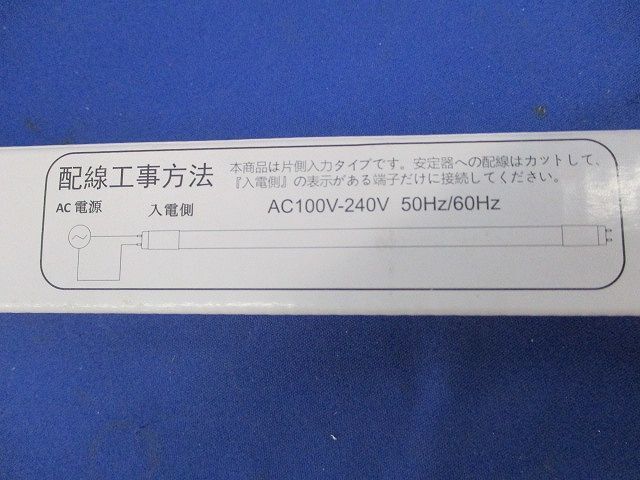 配線工事方法
本商品は片側入力タイプです。安定器への配線はカットして、
『入電側』の表示がある端子だけに接続してください。
AC 電源
入電側
AC100V-240V 50Hz/60Hz